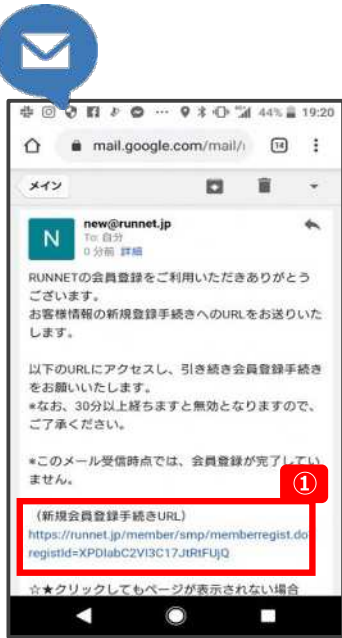 44% 19:20
mail.google.com/mail/ 14
メイン
N
new@runnet.jp
To: 自分
0 分前 詳細
RUNNETの会員登録をご利用いただきありがとう
ございます。
お客様情報の新規登録手続きへのURLをお送りいた
します。
以下のURLにアクセスし、引き続き会員登録手続き
をお願いいたします。
*なお、30分以上経ちますと無効となりますので、
ご了承ください。
*このメール受信時点では、会員登録が完了してい
ません。
①
（新規会員登録手続きURL）
https://runnet.jp/member/smp/memberregist.do
registId=XPDIabC2VI3C17JtRtFUjQ
☆★クリックしてもページが表示されない場合